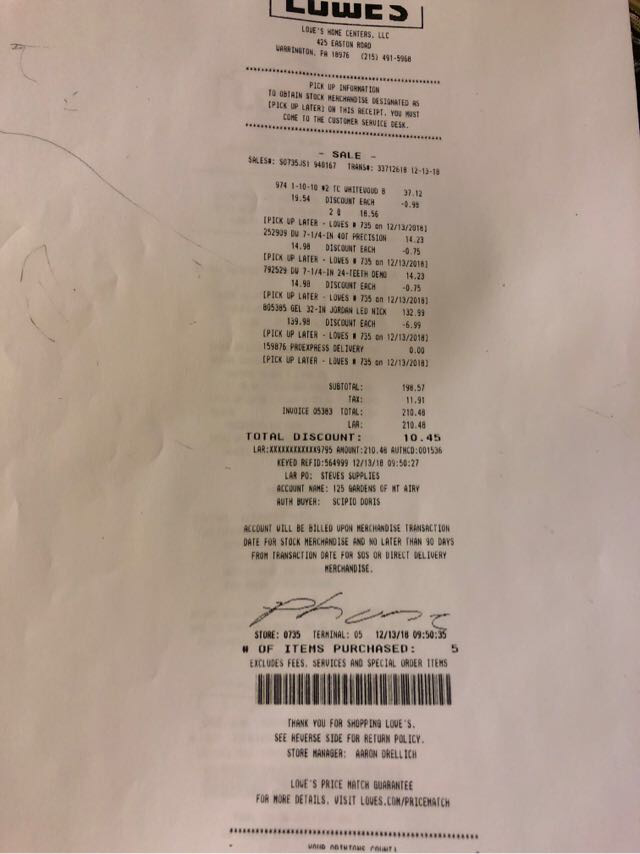 LOWE'S
LOWE'S HOME CENTERS, LLC
425 EASTON ROAD
WARRINGTON, PA 18976 (215) 491-5968
PICK UP INFORMATION
TO OBTAIN STOCK MERCHANDISE DESIGNATED AS
[PICK UP LATER] ON THIS RECEIPT, YOU MUST
COME TO THE CUSTOMER SERVICE DESK.
- SALE -
SALES#: S0735JS1 940167 TRANS#: 33712618 12-13-18
974 1-10-10 #2 TC WHITEWOOD B 37.12
19.54 DISCOUNT EACH -0.98
2 @ 18.56
[PICK UP LATER - LOWES # 735 on 12/13/2018]
252909 DW 7-1/4-IN 40T PRECISION 14.23
14.98 DISCOUNT EACH -0.75
[PICK UP LATER - LOWES # 735 on 12/13/2018]
792529 DW 7-1/4-IN 24-TEETH DEMO 14.23
14.98 DISCOUNT EACH -0.75
[PICK UP LATER - LOWES # 735 on 12/13/2018]
805385 GEL 32-IN JORDAN LED NICK 132.99
139.98 DISCOUNT EACH -6.99
[PICK UP LATER - LOWES # 735 on 12/13/2018]
159876 PROEXPRESS DELIVERY 0.00
[PICK UP LATER - LOWES # 735 on 12/13/2018]
SUBTOTAL: 198.57
TAX: 11.91
INVOICE 05383 TOTAL: 210.48
LAR: 210.48
TOTAL DISCOUNT: 10.45
LAR:XXXXXXXXXXXX9795 AMOUNT:210.48 AUTHCD:001536
KEYED REFID:564999 12/13/18 09:50:27
LAR PO: STEVES SUPPLIES
ACCOUNT NAME: 125 GARDENS OF MT AIRY
AUTH BUYER: SCIPIO DORIS
ACCOUNT WILL BE BILLED UPON MERCHANDISE TRANSACTION
DATE FOR STOCK MERCHANDISE AND NO LATER THAN 90 DAYS
FROM TRANSACTION DATE FOR SOS OR DIRECT DELIVERY
MERCHANDISE.
Phone
STORE: 0735 TERMINAL: 05 12/13/18 09:50:35
# OF ITEMS PURCHASED: 5
EXCLUDES FEES, SERVICES AND SPECIAL ORDER ITEMS
THANK YOU FOR SHOPPING LOWE'S.
SEE REVERSE SIDE FOR RETURN POLICY.
STORE MANAGER: AARON DRELLICH
LOWE'S PRICE MATCH GUARANTEE
FOR MORE DETAILS, VISIT LOWES.COM/PRICEMATCH